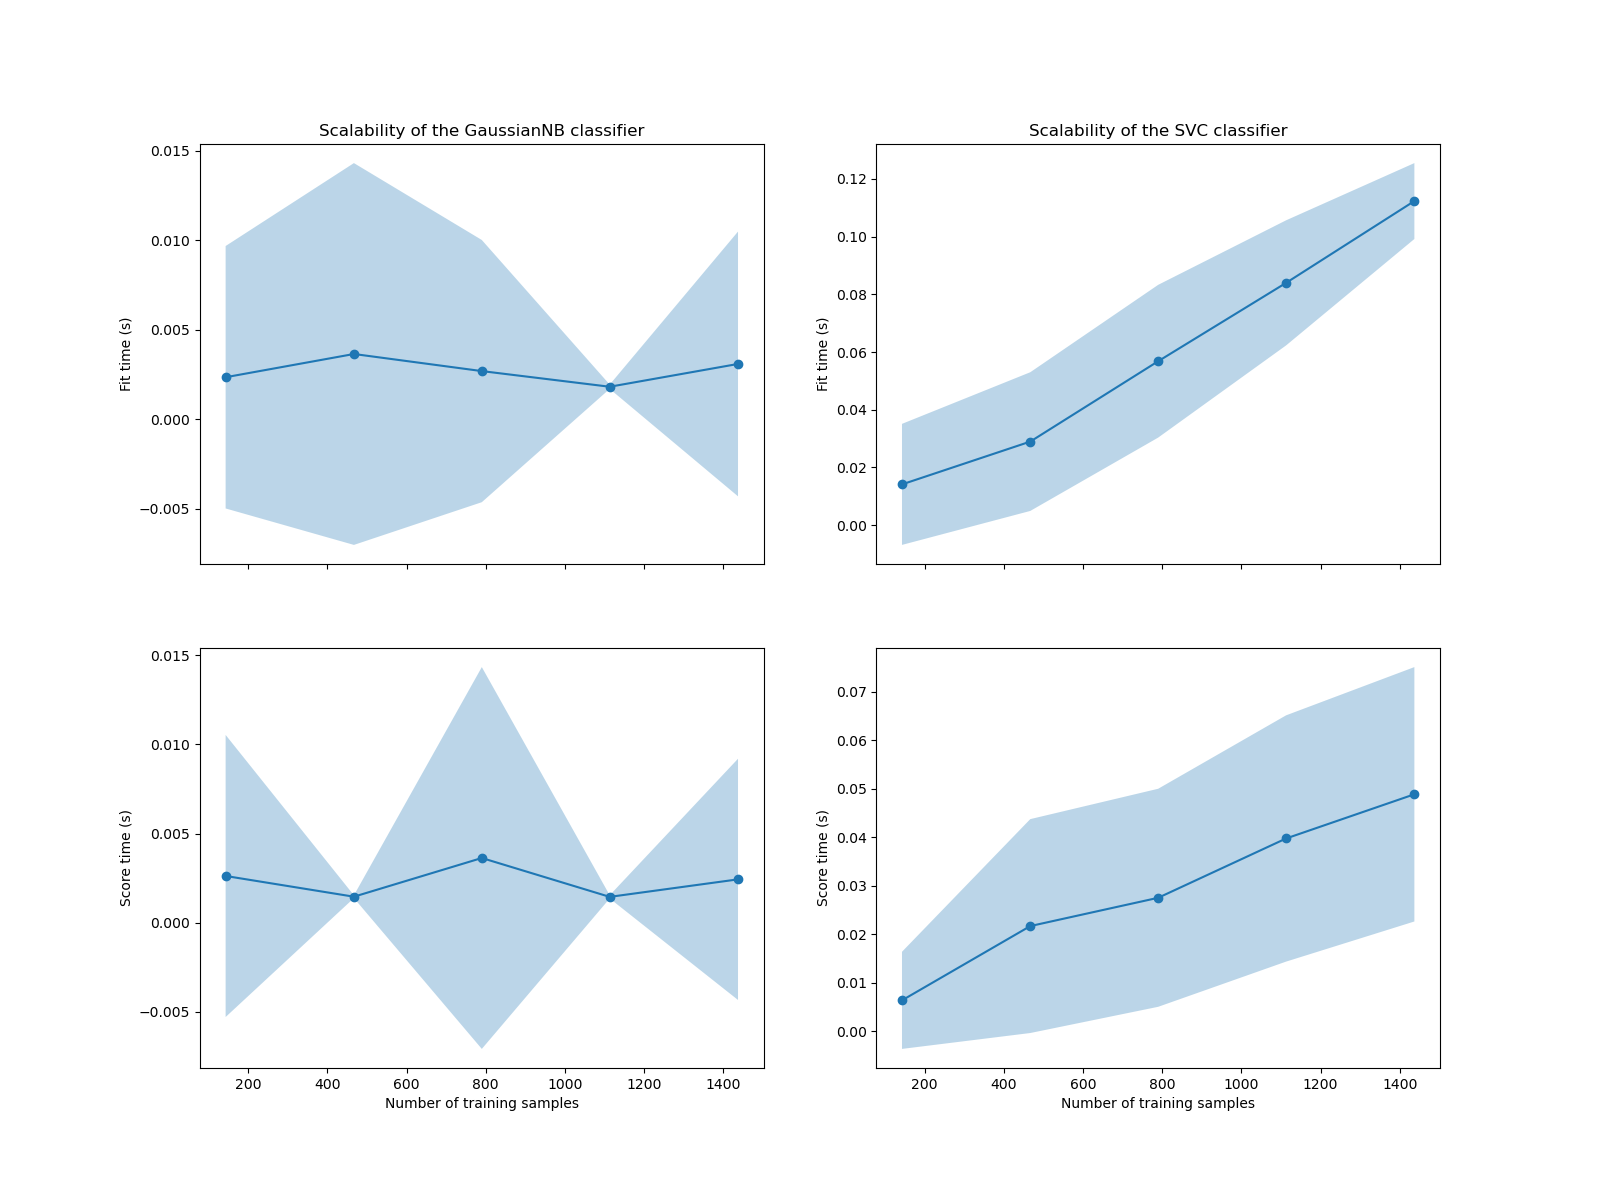 Scalability of the GaussianNB classifier
0.015
0.010
0.005
0.000
−0.005
Fit time (s)
Scalability of the SVC classifier
0.12
0.10
0.08
0.06
0.04
0.02
0.00
Fit time (s)
0.015
0.010
0.005
0.000
−0.005
Score time (s)
200 400 600 800 1000 1200 1400
Number of training samples
0.07
0.06
0.05
0.04
0.03
0.02
0.01
0.00
Score time (s)
200 400 600 800 1000 1200 1400
Number of training samples